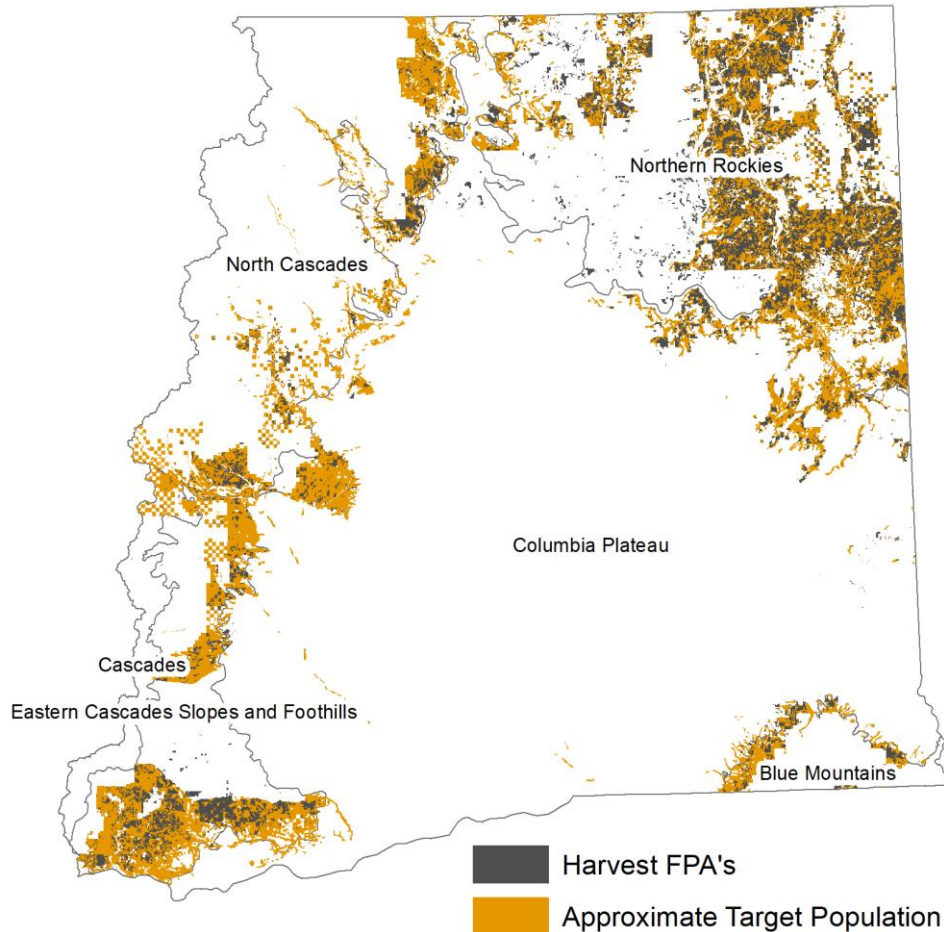 Northern Rockies
North Cascades
Columbia Plateau
Cascades
Eastern Cascades Slopes and Foothills
Blue Mountains
Harvest FPA's
Approximate Target Population